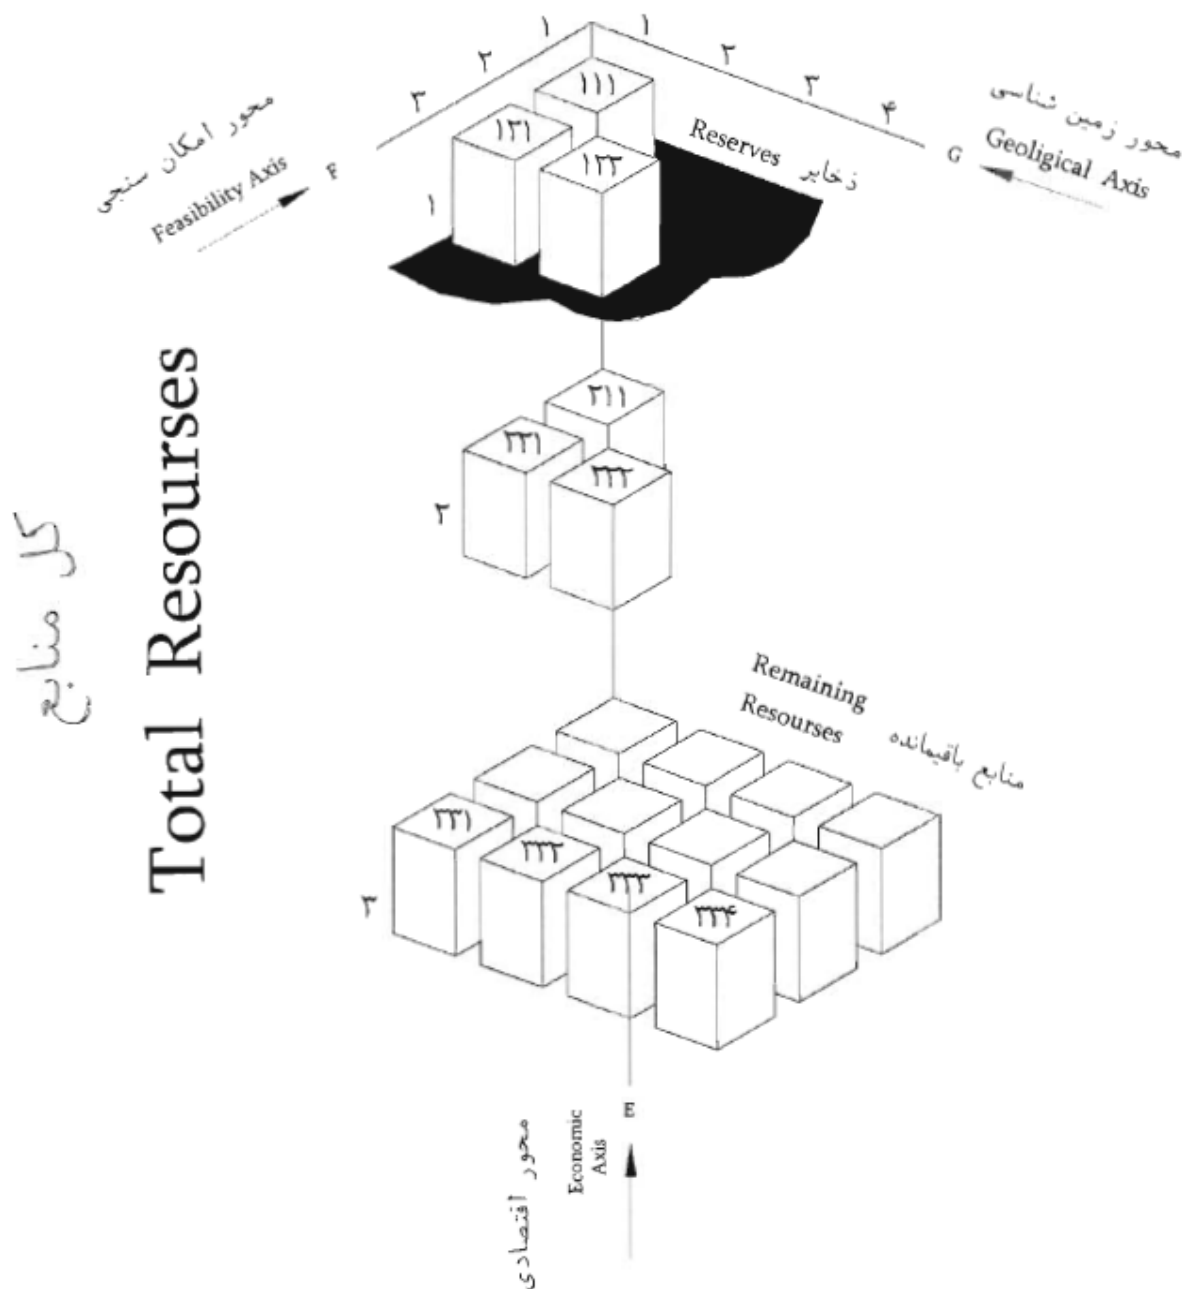 ۱ ۱
۲ ۲
۳ ۳
۴
محور امکان سنجی
Feasibility Axis
F
محور زمین شناسی
Geoligical Axis
G
۱۱۱
۱۲۱
۱۲۲
Reserves ذخایر
۱
کل منابع
Total Resourses
۲۱۱
۲۲۱
۲۲۲
۲
Remaining
Resourses
منابع باقیمانده
۳۳۱
۳۳۲
۳۳۳
۳۳۴
۳
E
Economic
Axis
محور اقتصادی